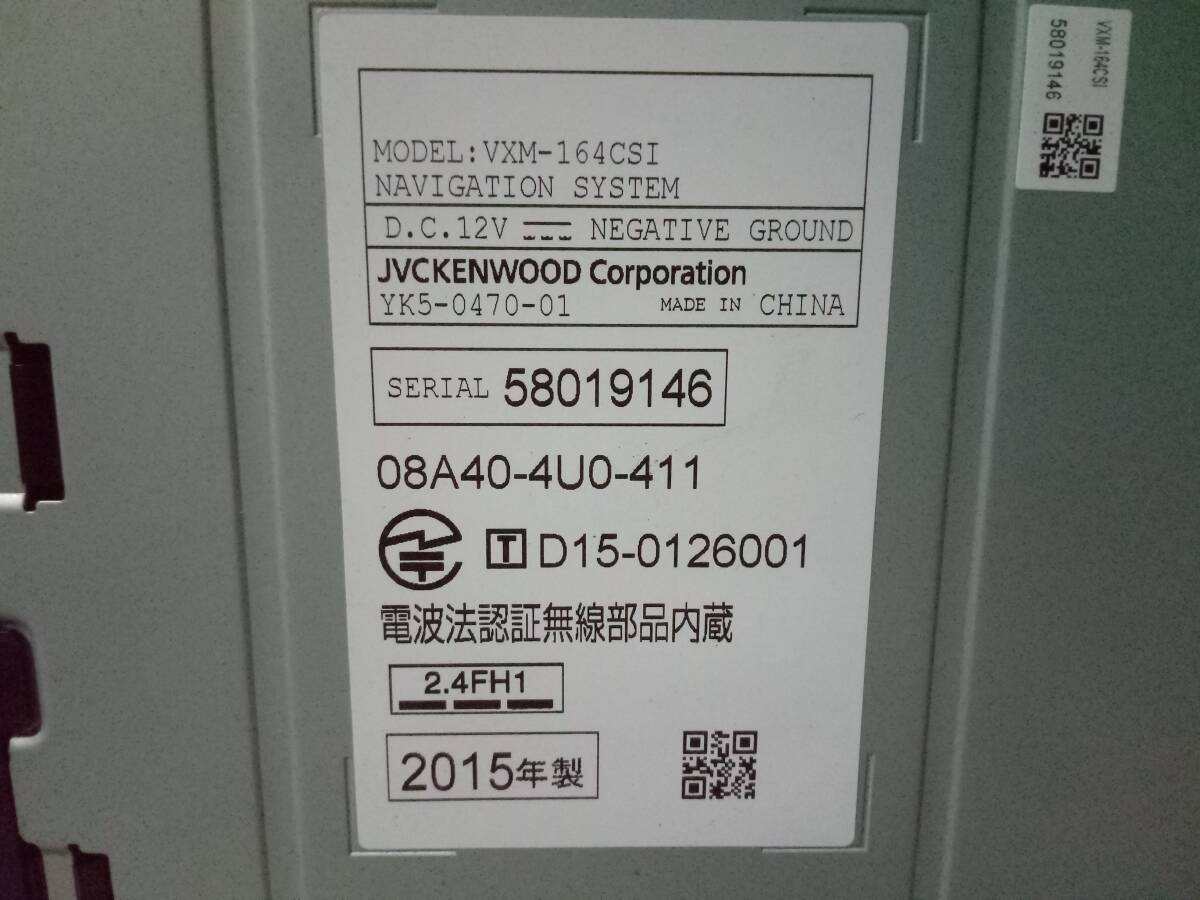 MODEL:VXM-164CSI
NAVIGATION SYSTEM
D.C.12V NEGATIVE GROUND
JVCKENWOOD Corporation
YK5-0470-01 MADE IN CHINA
SERIAL 58019146
08A40-4U0-411
T D15-0126001
電波法認証無線部品内蔵
2.4FH1
2015年製
VXM-164CSI
58019146